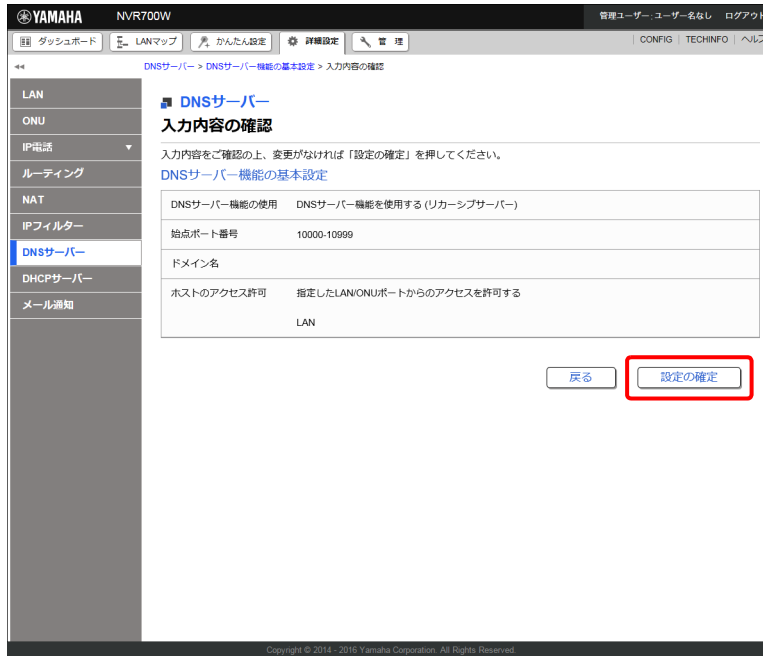 YAMAHA NVR700W 管理ユーザー: ユーザー名なし ログアウト
ダッシュボード LANマップ かんたん設定 詳細設定 管 理 CONFIG | TECHINFO |
DNSサーバー > DNSサーバー機能の基本設定 > 入力内容の確認
LAN
ONU
IP電話 ▼
ルーティング
NAT
IPフィルター
DNSサーバー
DHCPサーバー
メール通知
DNSサーバー
入力内容の確認
入力内容をご確認の上、変更がなければ「設定の確定」を押してください。
DNSサーバー機能の基本設定
DNSサーバー機能の使用 DNSサーバー機能を使用する (リカーシブサーバー)
始点ポート番号 10000-10999
ドメイン名
ホストのアクセス許可 指定したLAN/ONUポートからのアクセスを許可する
LAN
戻る 設定の確定
Copyright © 2014 - 2016 Yamaha Corporation. All Rights Reserved.